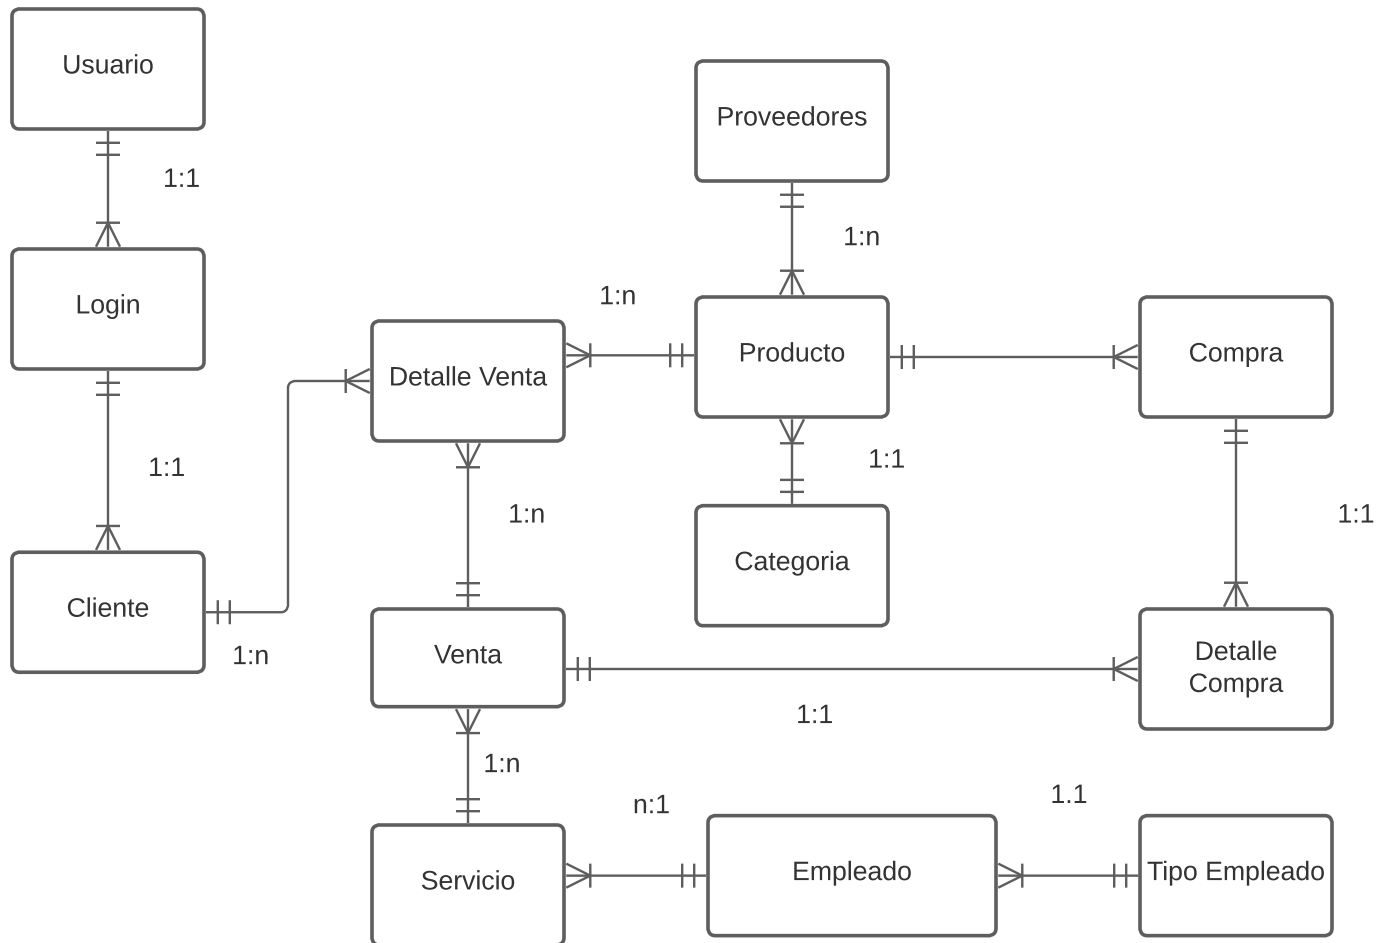 Usuario
Proveedores
1:1
1:n
Login
1:n
Producto
Compra
Detalle Venta
1:1
1:1
1:n
1:1
Categoria
Cliente
1:n
Venta
Detalle
Compra
1:1
1:n
n:1
1.1
Servicio
Empleado
Tipo Empleado